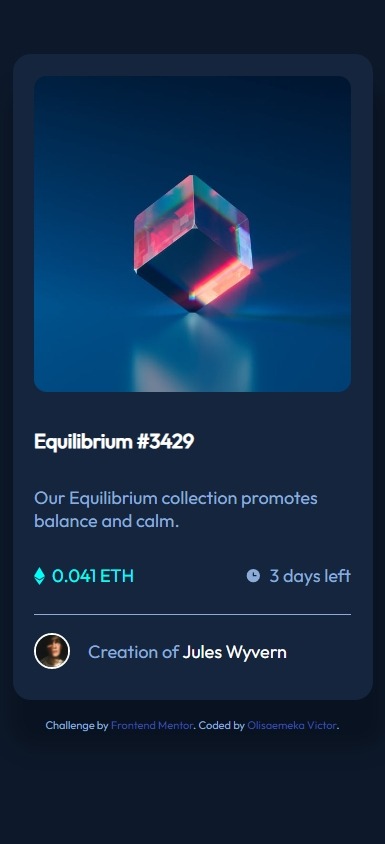 Equilibrium #3429
Our Equilibrium collection promotes
balance and calm.
0.041 ETH 3 days left
Creation of Jules Wyvern
Challenge by Frontend Mentor. Coded by Olisaemeka Victor.